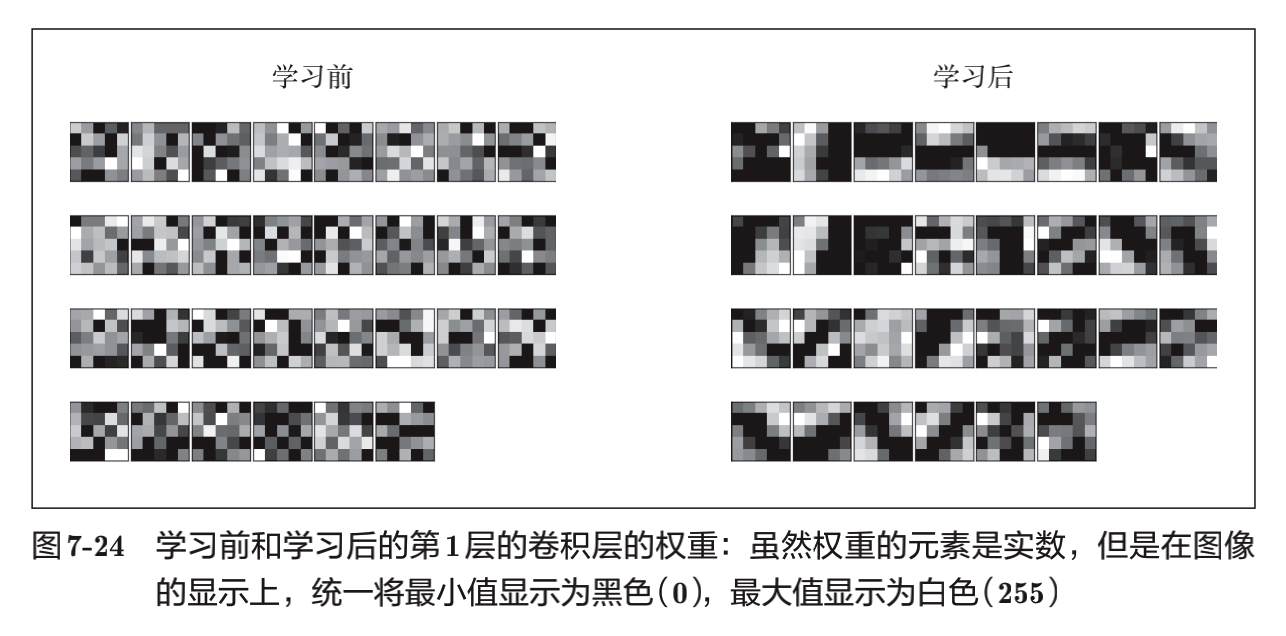 学习前
学习后
图7-24 学习前和学习后的第1层的卷积层的权重：虽然权重的元素是实数，但是在图像
的显示上，统一将最小值显示为黑色(0)，最大值显示为白色(255)